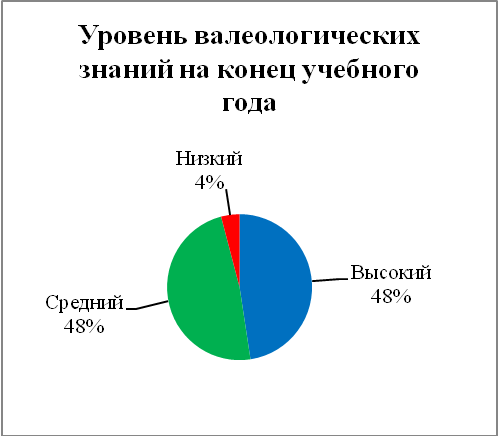 Уровень валеологических
знаний на конец учебного
года
Низкий
4%
Высокий
48%
Средний
48%